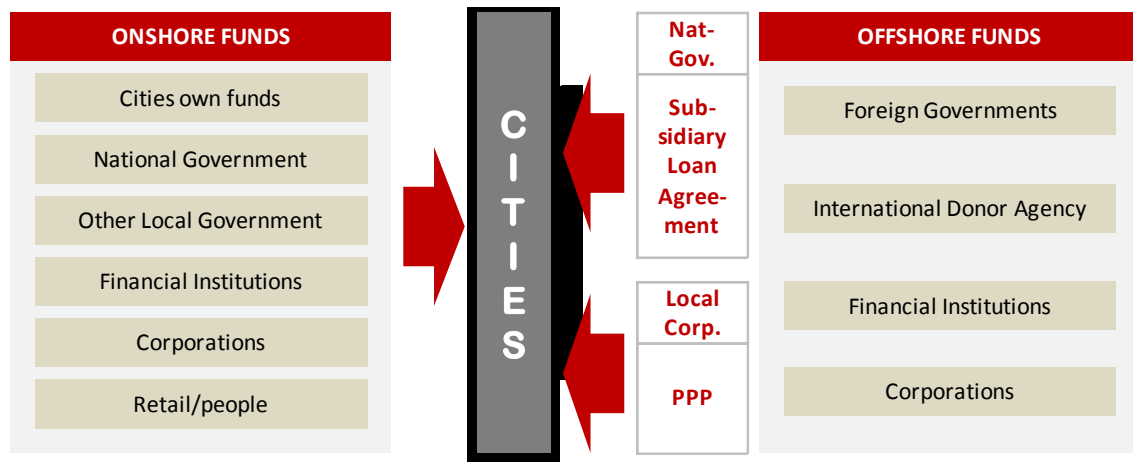 ONSHORE FUNDS
Cities own funds
National Government
Other Local Government
Financial Institutions
Corporations
Retail/people
CITIES
Nat-
Gov.
Sub-
sidiary
Loan
Agree-
ment
Local
Corp.
PPP
OFFSHORE FUNDS
Foreign Governments
International Donor Agency
Financial Institutions
Corporations